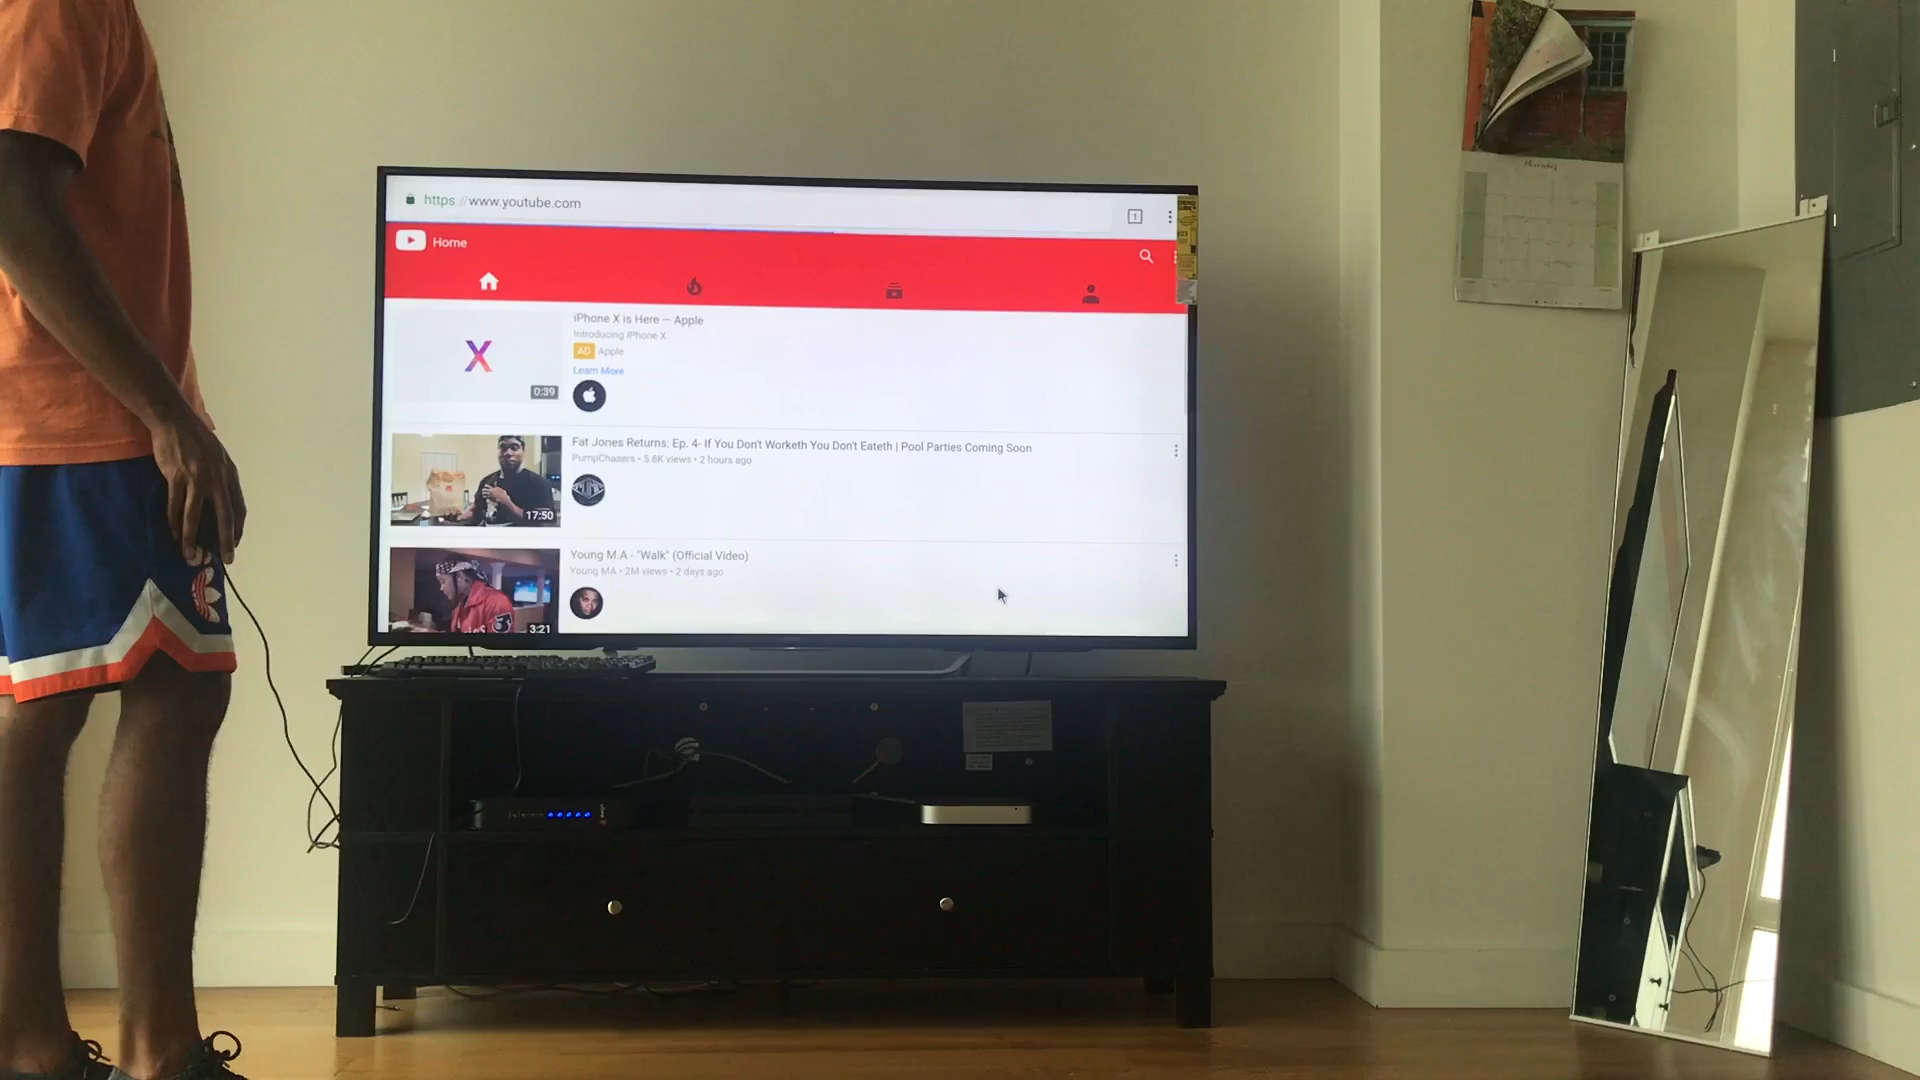 https://www.youtube.com
1
Home
iPhone X is Here — Apple
Introducing iPhone X
AD Apple
Learn More
X
0:39
Fat Jones Returns: Ep. 4- If You Don't Worketh You Don't Eateth | Pool Parties Coming Soon
PumpChasers • 5.8K views • 2 hours ago
17:50
Young M.A - "Walk" (Official Video)
Young MA • 2M views • 2 days ago
3:21